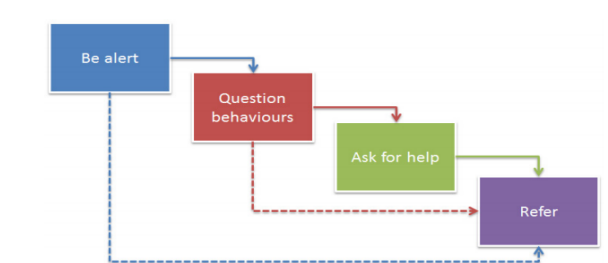 Be alert
Question
behaviours
Ask for help
Refer